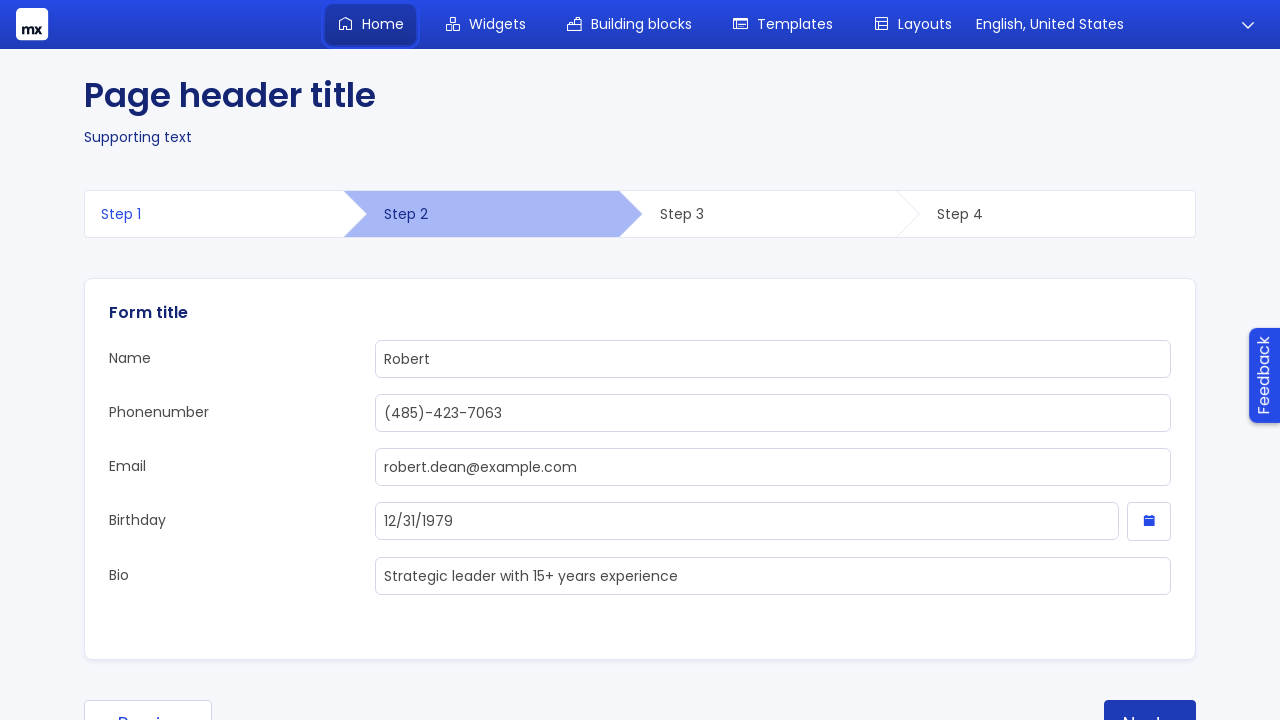 mx Home Widgets Building blocks Templates Layouts English, United States
Page header title
Supporting text
Step 1 Step 2 Step 3 Step 4
Form title
Name Robert
Phonenumber (485)-423-7063
Email robert.dean@example.com
Birthday 12/31/1979
Bio Strategic leader with 15+ years experience
Feedback